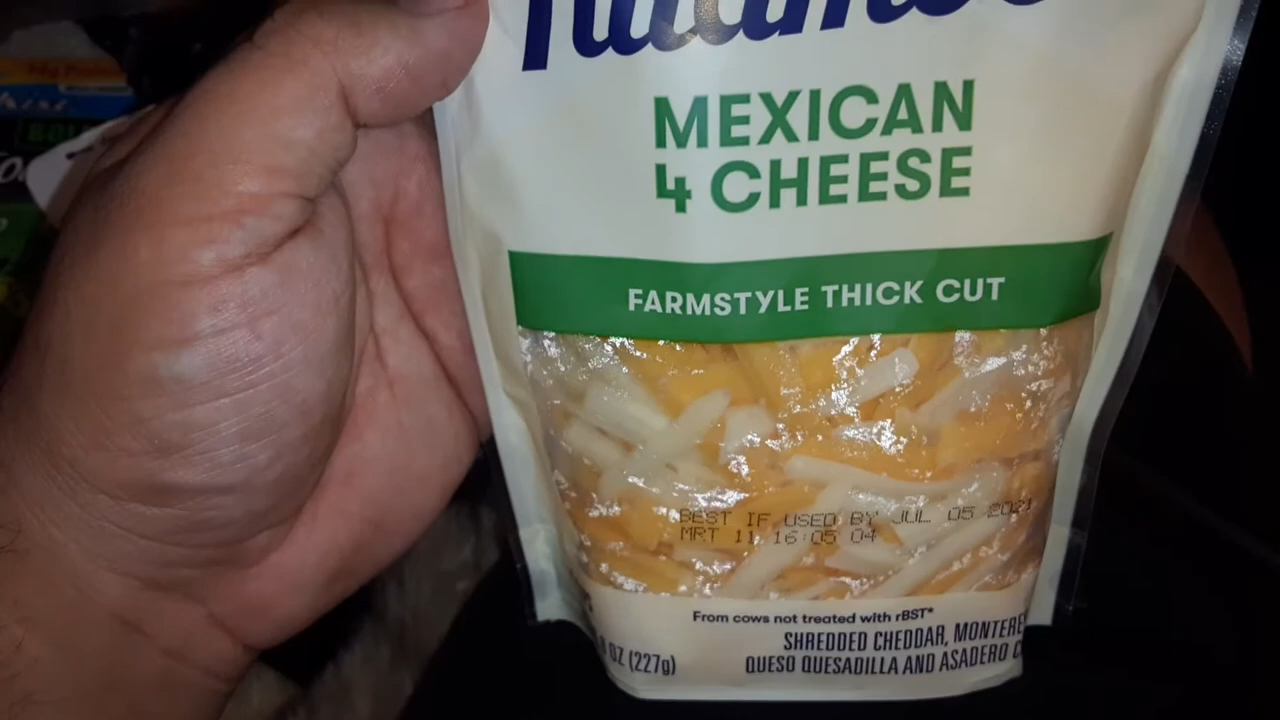 MEXICAN
4 CHEESE
FARMSTYLE THICK CUT
BEST IF USED BY JUL 05 2021
MRT 11 16:05 04
From cows not treated with rBST*
SHREDDED CHEDDAR, MONTERE
OZ (227g)
QUESO QUESADILLA AND ASADERO C